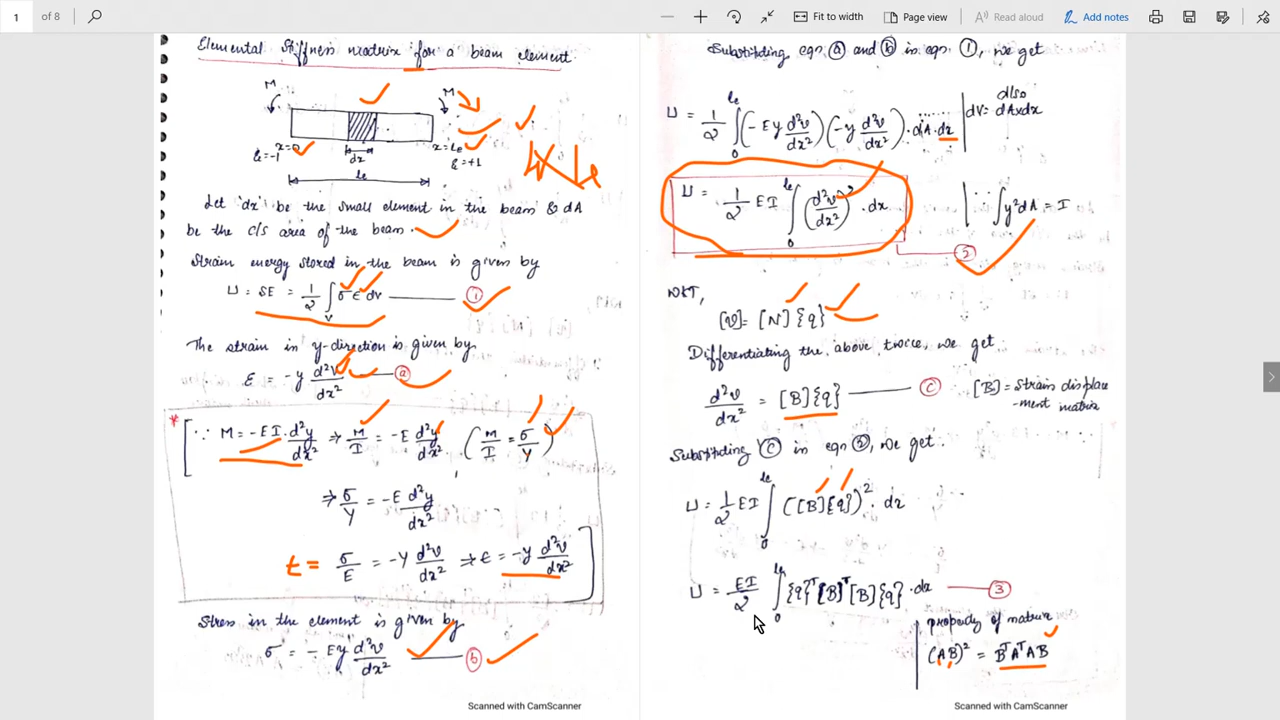 1 of 8
Fit to width
Page view
Read aloud
Add notes
Elemental Stiffness matrix for a beam element.
M M
x=0 x=le
ξ=-1 dx ξ=+1
le
le
Let 'dx' be the small element in the beam & dA
be the c/s area of the beam.
Strain energy stored in the beam is given by
U = SE = 1/2 ∫v σ ε dv —— ①
The strain in y-direction is given by
ε = -y d²v/dx² —— ⓐ
* [∵ M = -EI. d²y/dx² ⇒ M/I = -E d²y/dx² (M/I = σ/Y)
⇒ σ/Y = -E d²y/dx²
t = σ/E = -Y d²v/dx² ⇒ ε = -y d²v/dx² ]
Stress in the element is given by
σ = - Ey d²v/dx² —— ⓑ
Scanned with CamScanner
Substituting eqn ⓐ and ⓑ in eqn ①, we get
U = 1/2 ∫₀^le (-Ey d²v/dx²) (-y d²v/dx²) . dA. dx
also
dV = dA×dx
U = 1/2 EI ∫₀^le (d²v/dx²)² . dx
∵ ∫y²dA = I
②
WKT,
[v] = [N] {q}
Differentiating the above twice, we get
d²v/dx² = [B]{q} —— ⓒ
[B] = Strain displace
-ment matrix
Substituting ⓒ in eqn ②, we get.
U = 1/2 EI ∫₀^le ([B]{q})² . dx
U = EI/2 ∫₀^le {q}ᵀ [B]ᵀ [B] {q} . dx —— ③
property of matrix
(AB)² = BᵀAᵀAB
Scanned with CamScanner